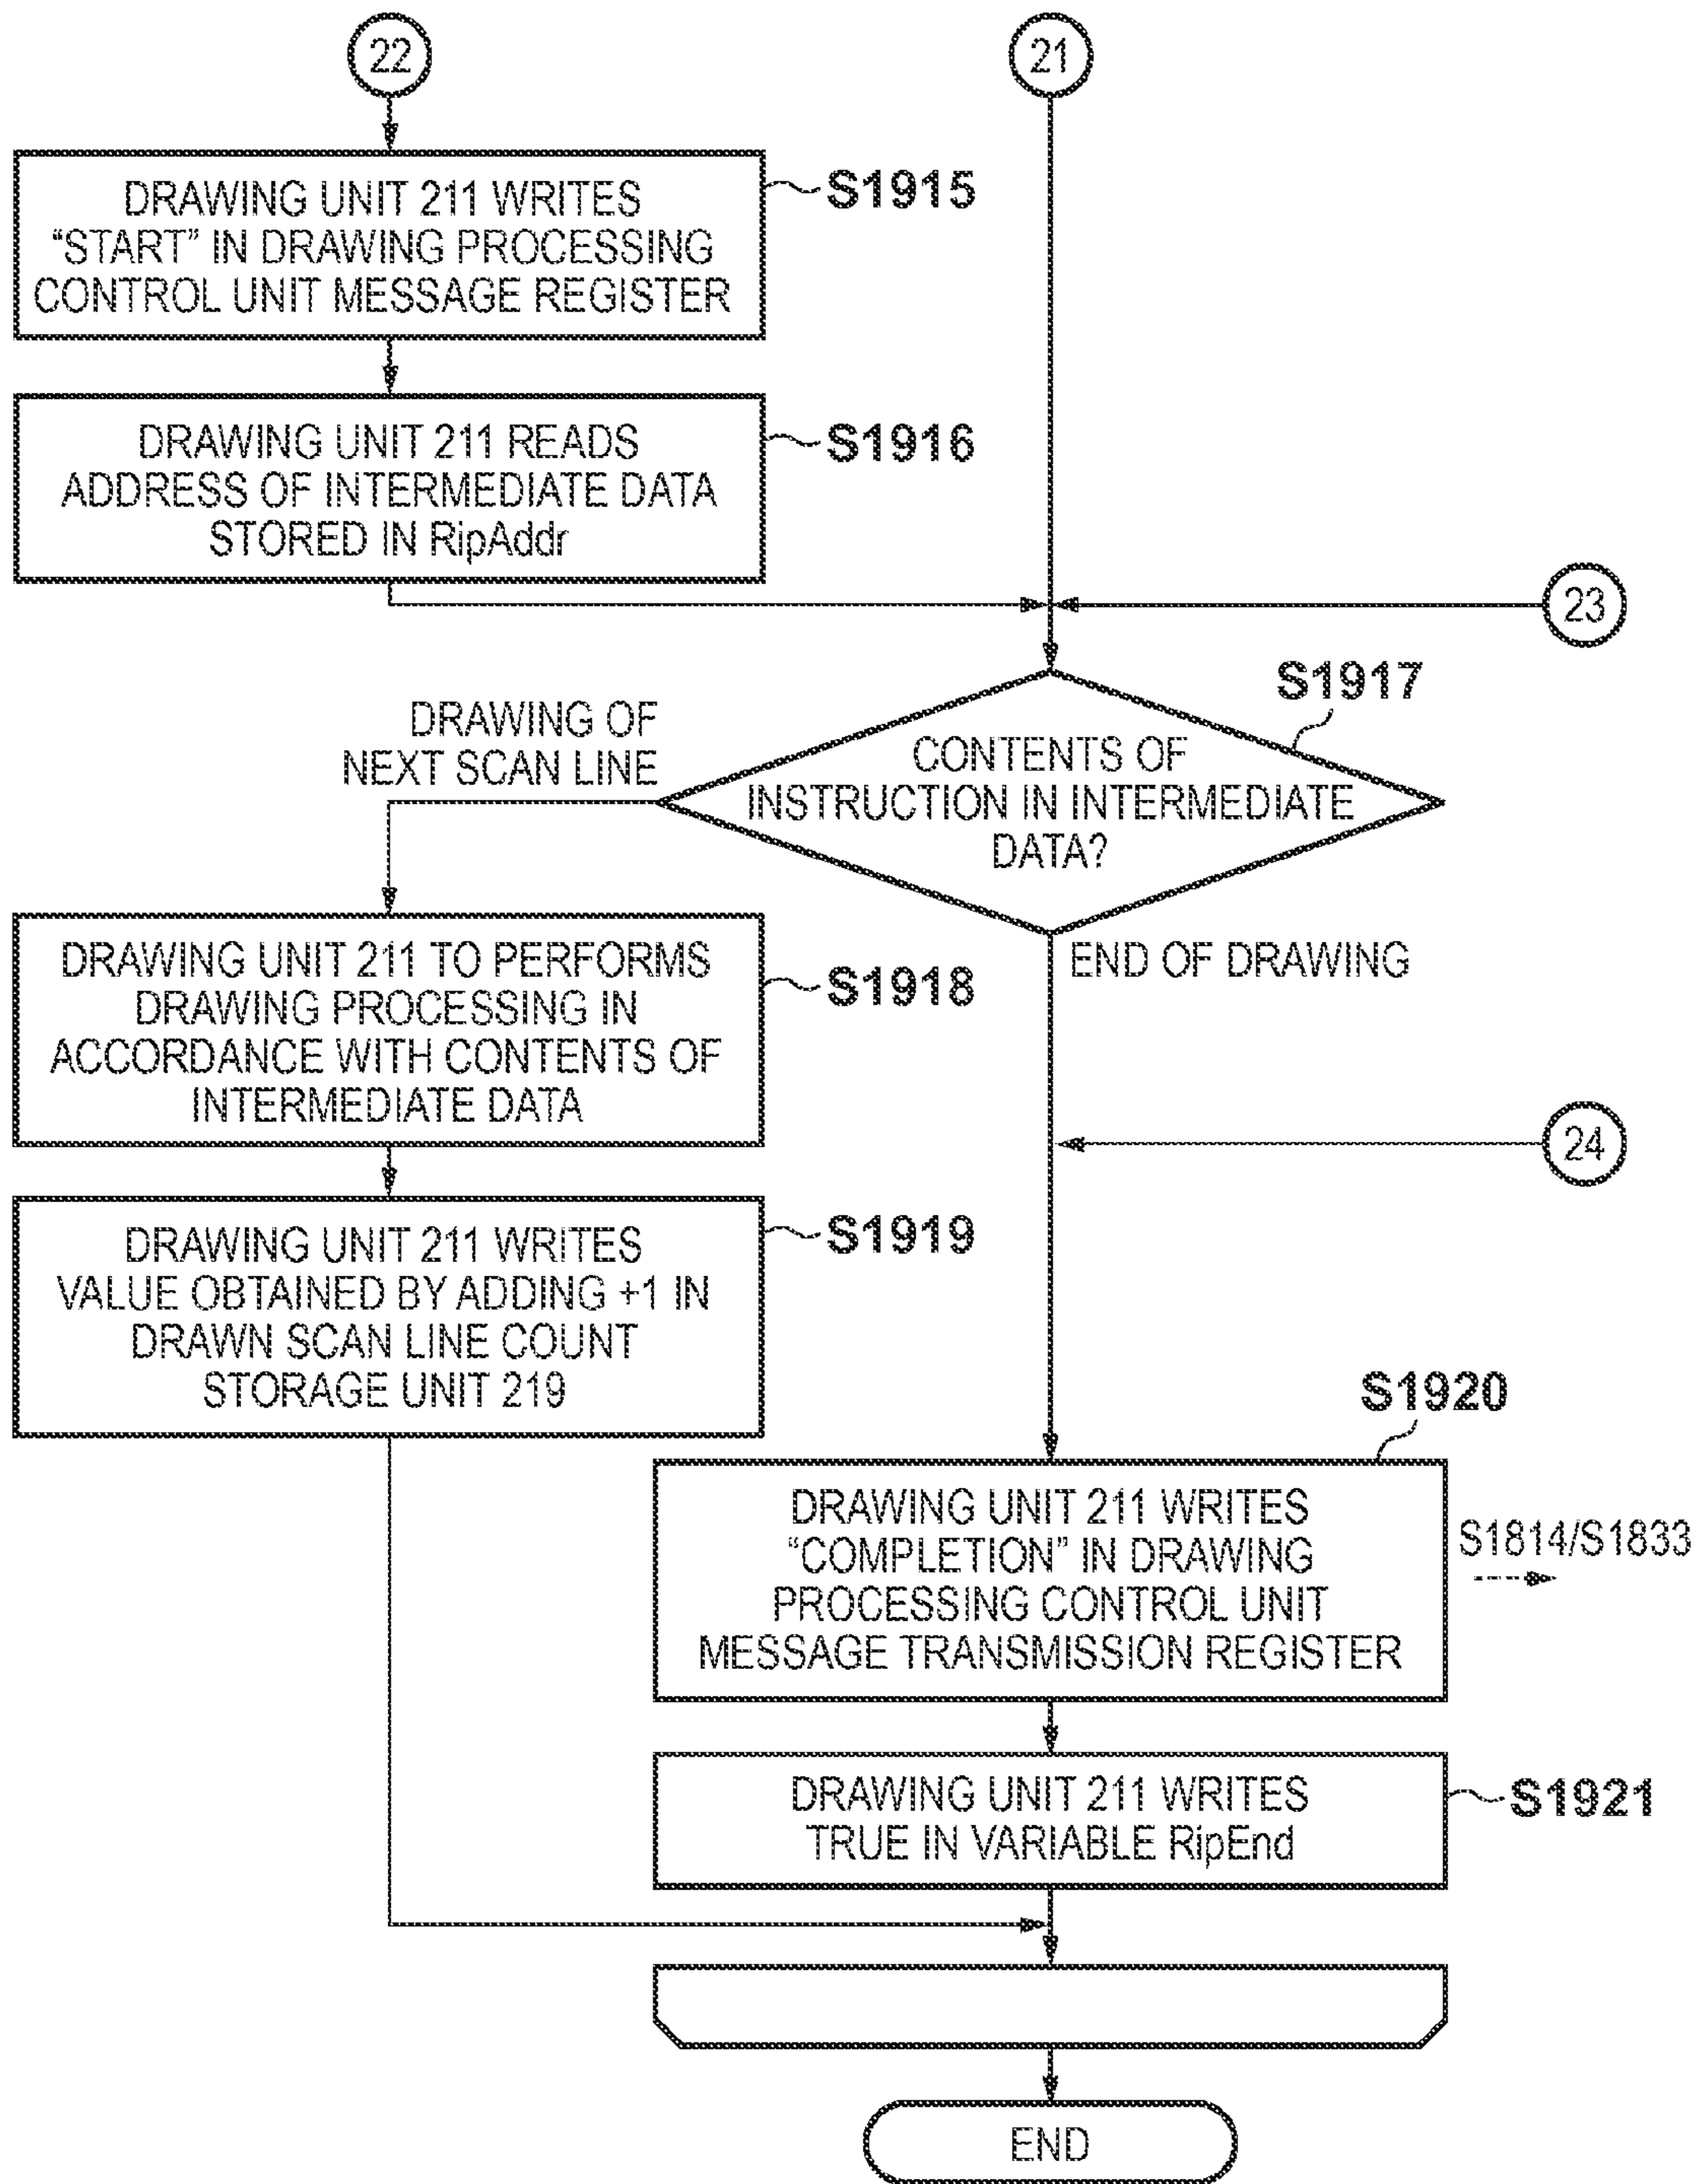 22
21
DRAWING UNIT 211 WRITES
“START” IN DRAWING PROCESSING
CONTROL UNIT MESSAGE REGISTER
S1915
DRAWING UNIT 211 READS
ADDRESS OF INTERMEDIATE DATA
STORED IN RipAddr
S1916
23
S1917
DRAWING OF
NEXT SCAN LINE
CONTENTS OF
INSTRUCTION IN INTERMEDIATE
DATA?
END OF DRAWING
DRAWING UNIT 211 TO PERFORMS
DRAWING PROCESSING IN
ACCORDANCE WITH CONTENTS OF
INTERMEDIATE DATA
S1918
24
DRAWING UNIT 211 WRITES
VALUE OBTAINED BY ADDING +1 IN
DRAWN SCAN LINE COUNT
STORAGE UNIT 219
S1919
S1920
DRAWING UNIT 211 WRITES
“COMPLETION” IN DRAWING
PROCESSING CONTROL UNIT
MESSAGE TRANSMISSION REGISTER
S1814/S1833
DRAWING UNIT 211 WRITES
TRUE IN VARIABLE RipEnd
S1921
END